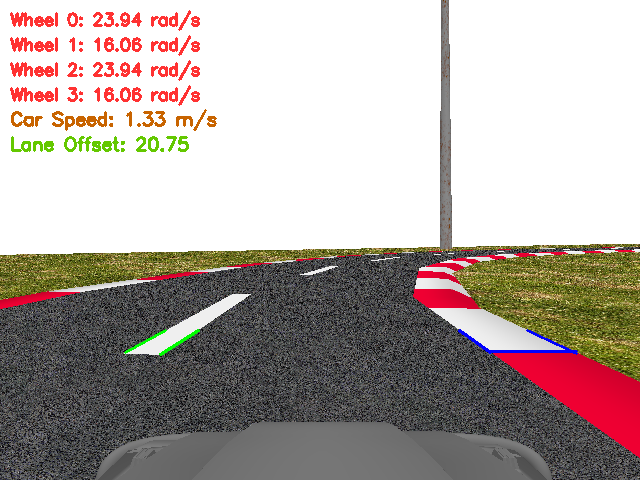 Wheel 0: 23.94 rad/s
Wheel 1: 16.06 rad/s
Wheel 2: 23.94 rad/s
Wheel 3: 16.06 rad/s
Car Speed: 1.33 m/s
Lane Offset: 20.75